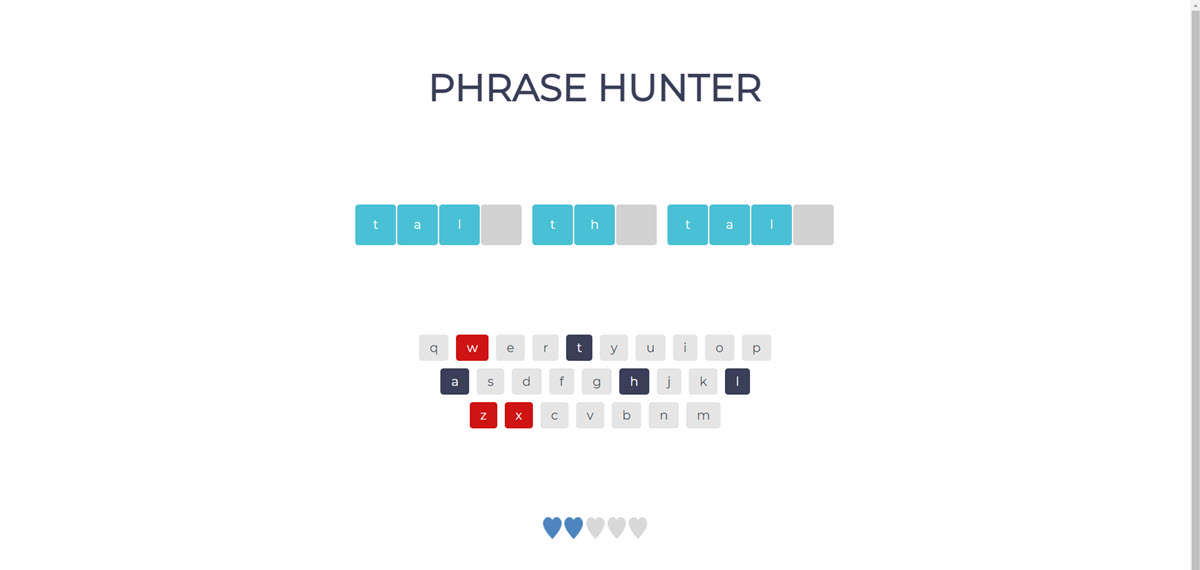 PHRASE HUNTER
t a l t h t a l
q w e r t y u i o p
a s d f g h j k l
z x c v b n m